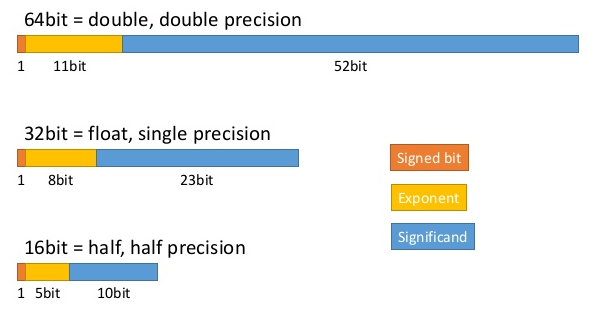 64bit = double, double precision
1 11bit 52bit
32bit = float, single precision
1 8bit 23bit
Signed bit
Exponent
Significand
16bit = half, half precision
1 5bit 10bit